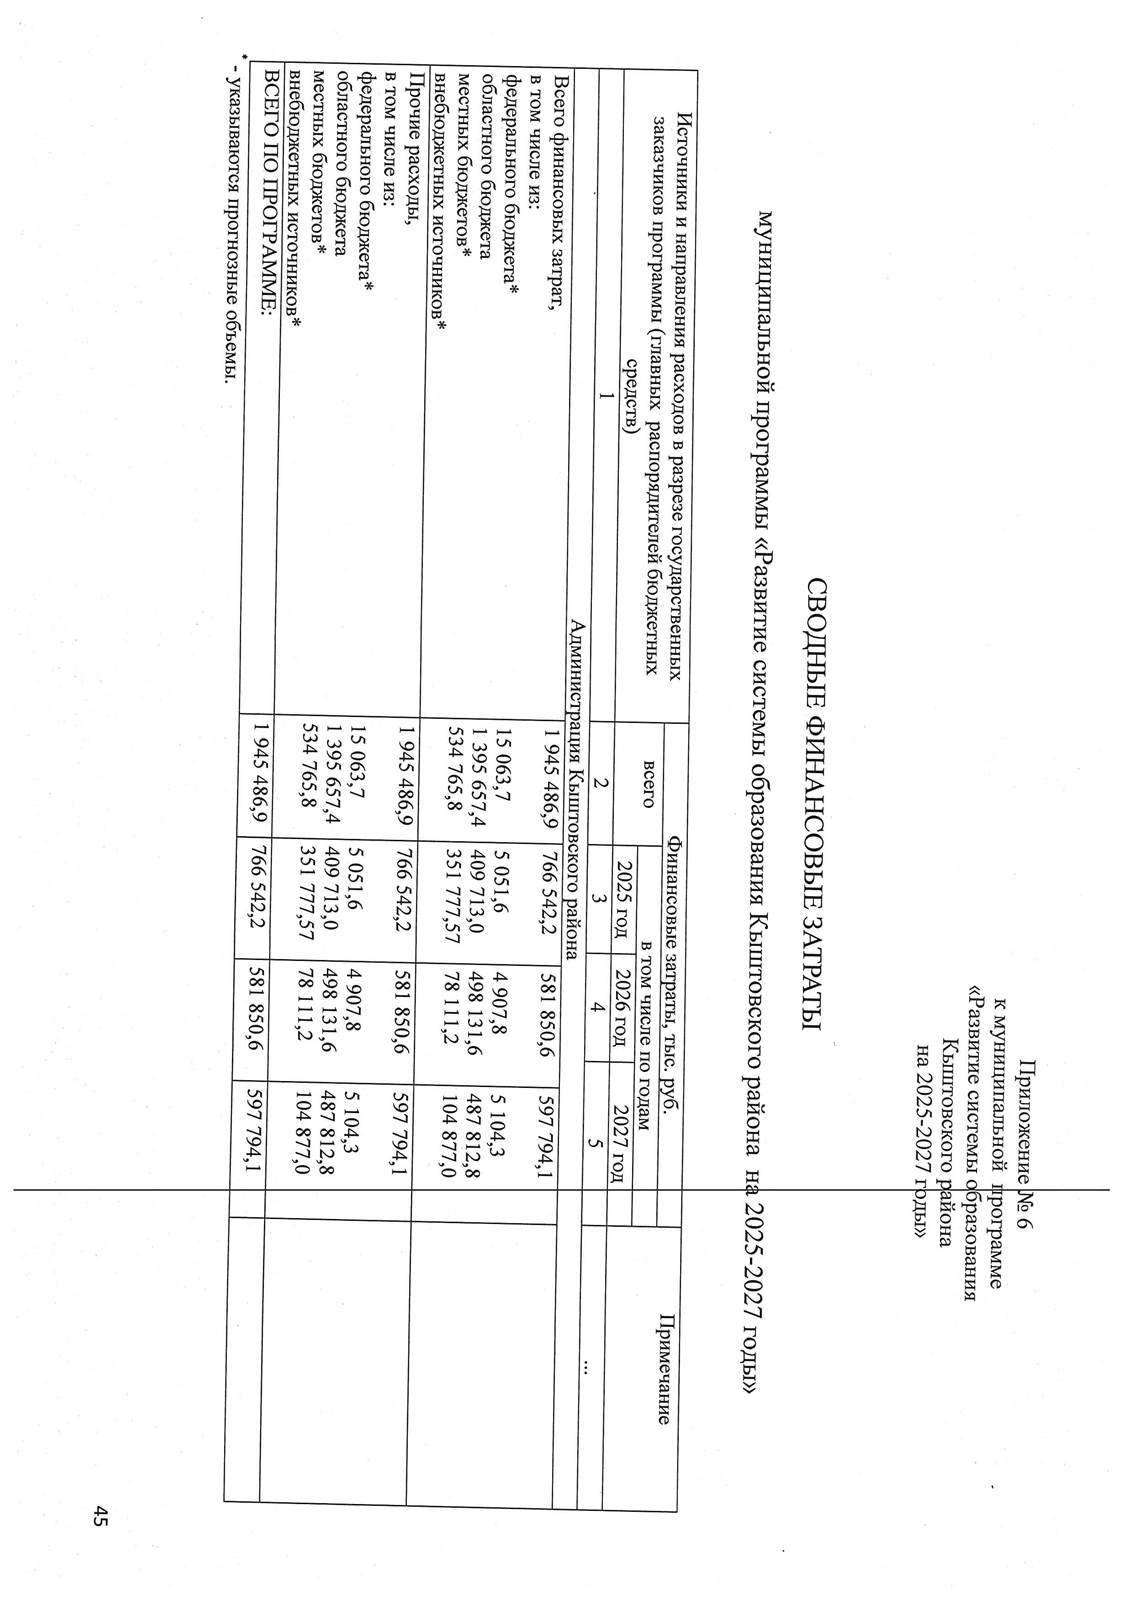 Приложение № 6
к муниципальной программе
«Развитие системы образования
Кыштовского района
на 2025-2027 годы»
СВОДНЫЕ ФИНАНСОВЫЕ ЗАТРАТЫ
муниципальной программы «Развитие системы образования Кыштовского района на 2025-2027 годы»
Источники и направления расходов в разрезе государственных
заказчиков программы (главных распорядителей бюджетных
средств)
Финансовые затраты, тыс. руб.
Примечание
всего
в том числе по годам
2025 год 2026 год 2027 год
1 2 3 4 5 ...
Администрация Кыштовского района
Всего финансовых затрат, 1 945 486,9 766 542,2 581 850,6 597 794,1
в том числе из:
федерального бюджета* 15 063,7 5 051,6 4 907,8 5 104,3
областного бюджета 1 395 657,4 409 713,0 498 131,6 487 812,8
местных бюджетов* 534 765,8 351 777,57 78 111,2 104 877,0
внебюджетных источников*
Прочие расходы, 1 945 486,9 766 542,2 581 850,6 597 794,1
в том числе из:
федерального бюджета* 15 063,7 5 051,6 4 907,8 5 104,3
областного бюджета 1 395 657,4 409 713,0 498 131,6 487 812,8
местных бюджетов* 534 765,8 351 777,57 78 111,2 104 877,0
внебюджетных источников*
ВСЕГО ПО ПРОГРАММЕ: 1 945 486,9 766 542,2 581 850,6 597 794,1
* - указываются прогнозные объемы.
45